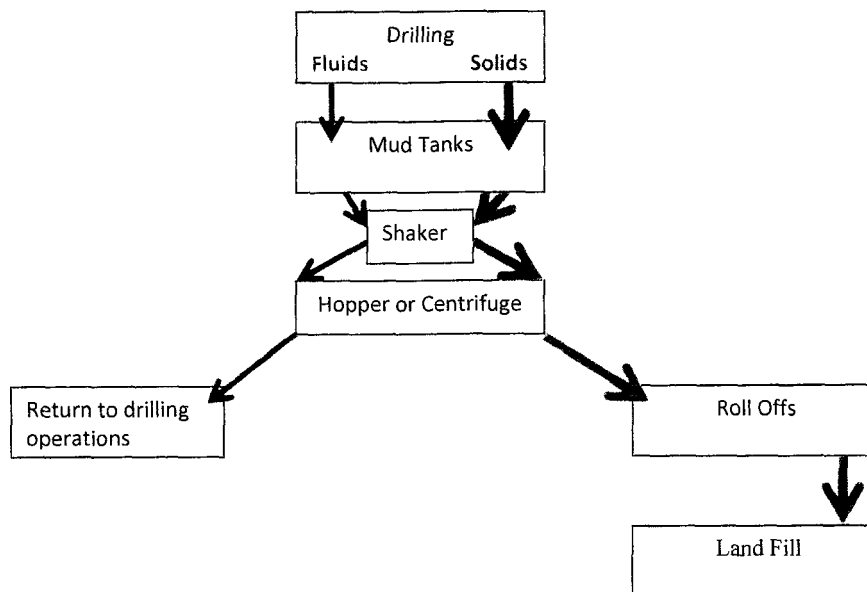 Drilling
Fluids Solids
Mud Tanks
Shaker
Hopper or Centrifuge
Return to drilling
operations
Roll Offs
Land Fill